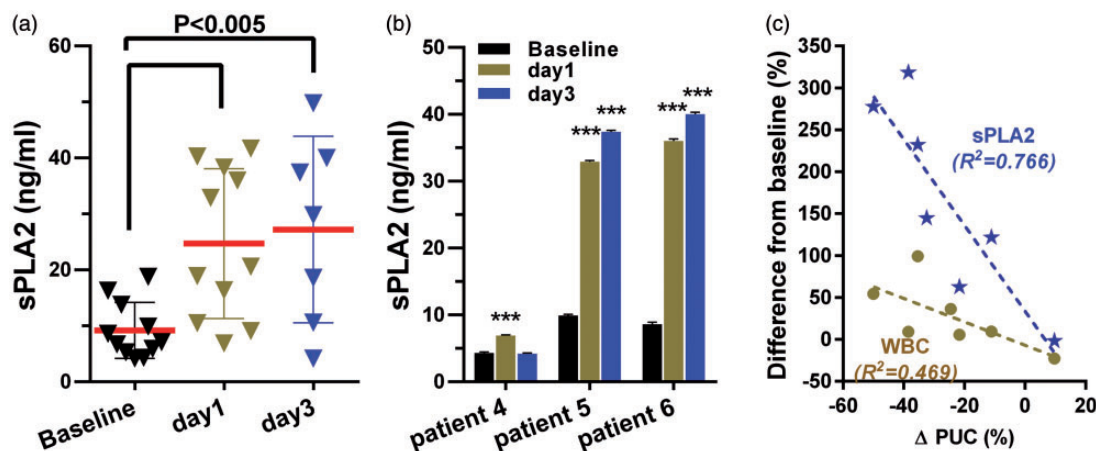 (a)
P<0.005
sPLA2 (ng/ml)
60
40
20
0
Baseline
day1
day3
(b)
Baseline
day1
day3
sPLA2 (ng/ml)
50
40
30
20
10
0
***
***
***
***
***
patient 4
patient 5
patient 6
(c)
Difference from baseline (%)
350
300
250
200
150
100
50
0
-50
sPLA2
(R²=0.766)
WBC
(R²=0.469)
-60
-40
-20
0
20
Δ PUC (%)